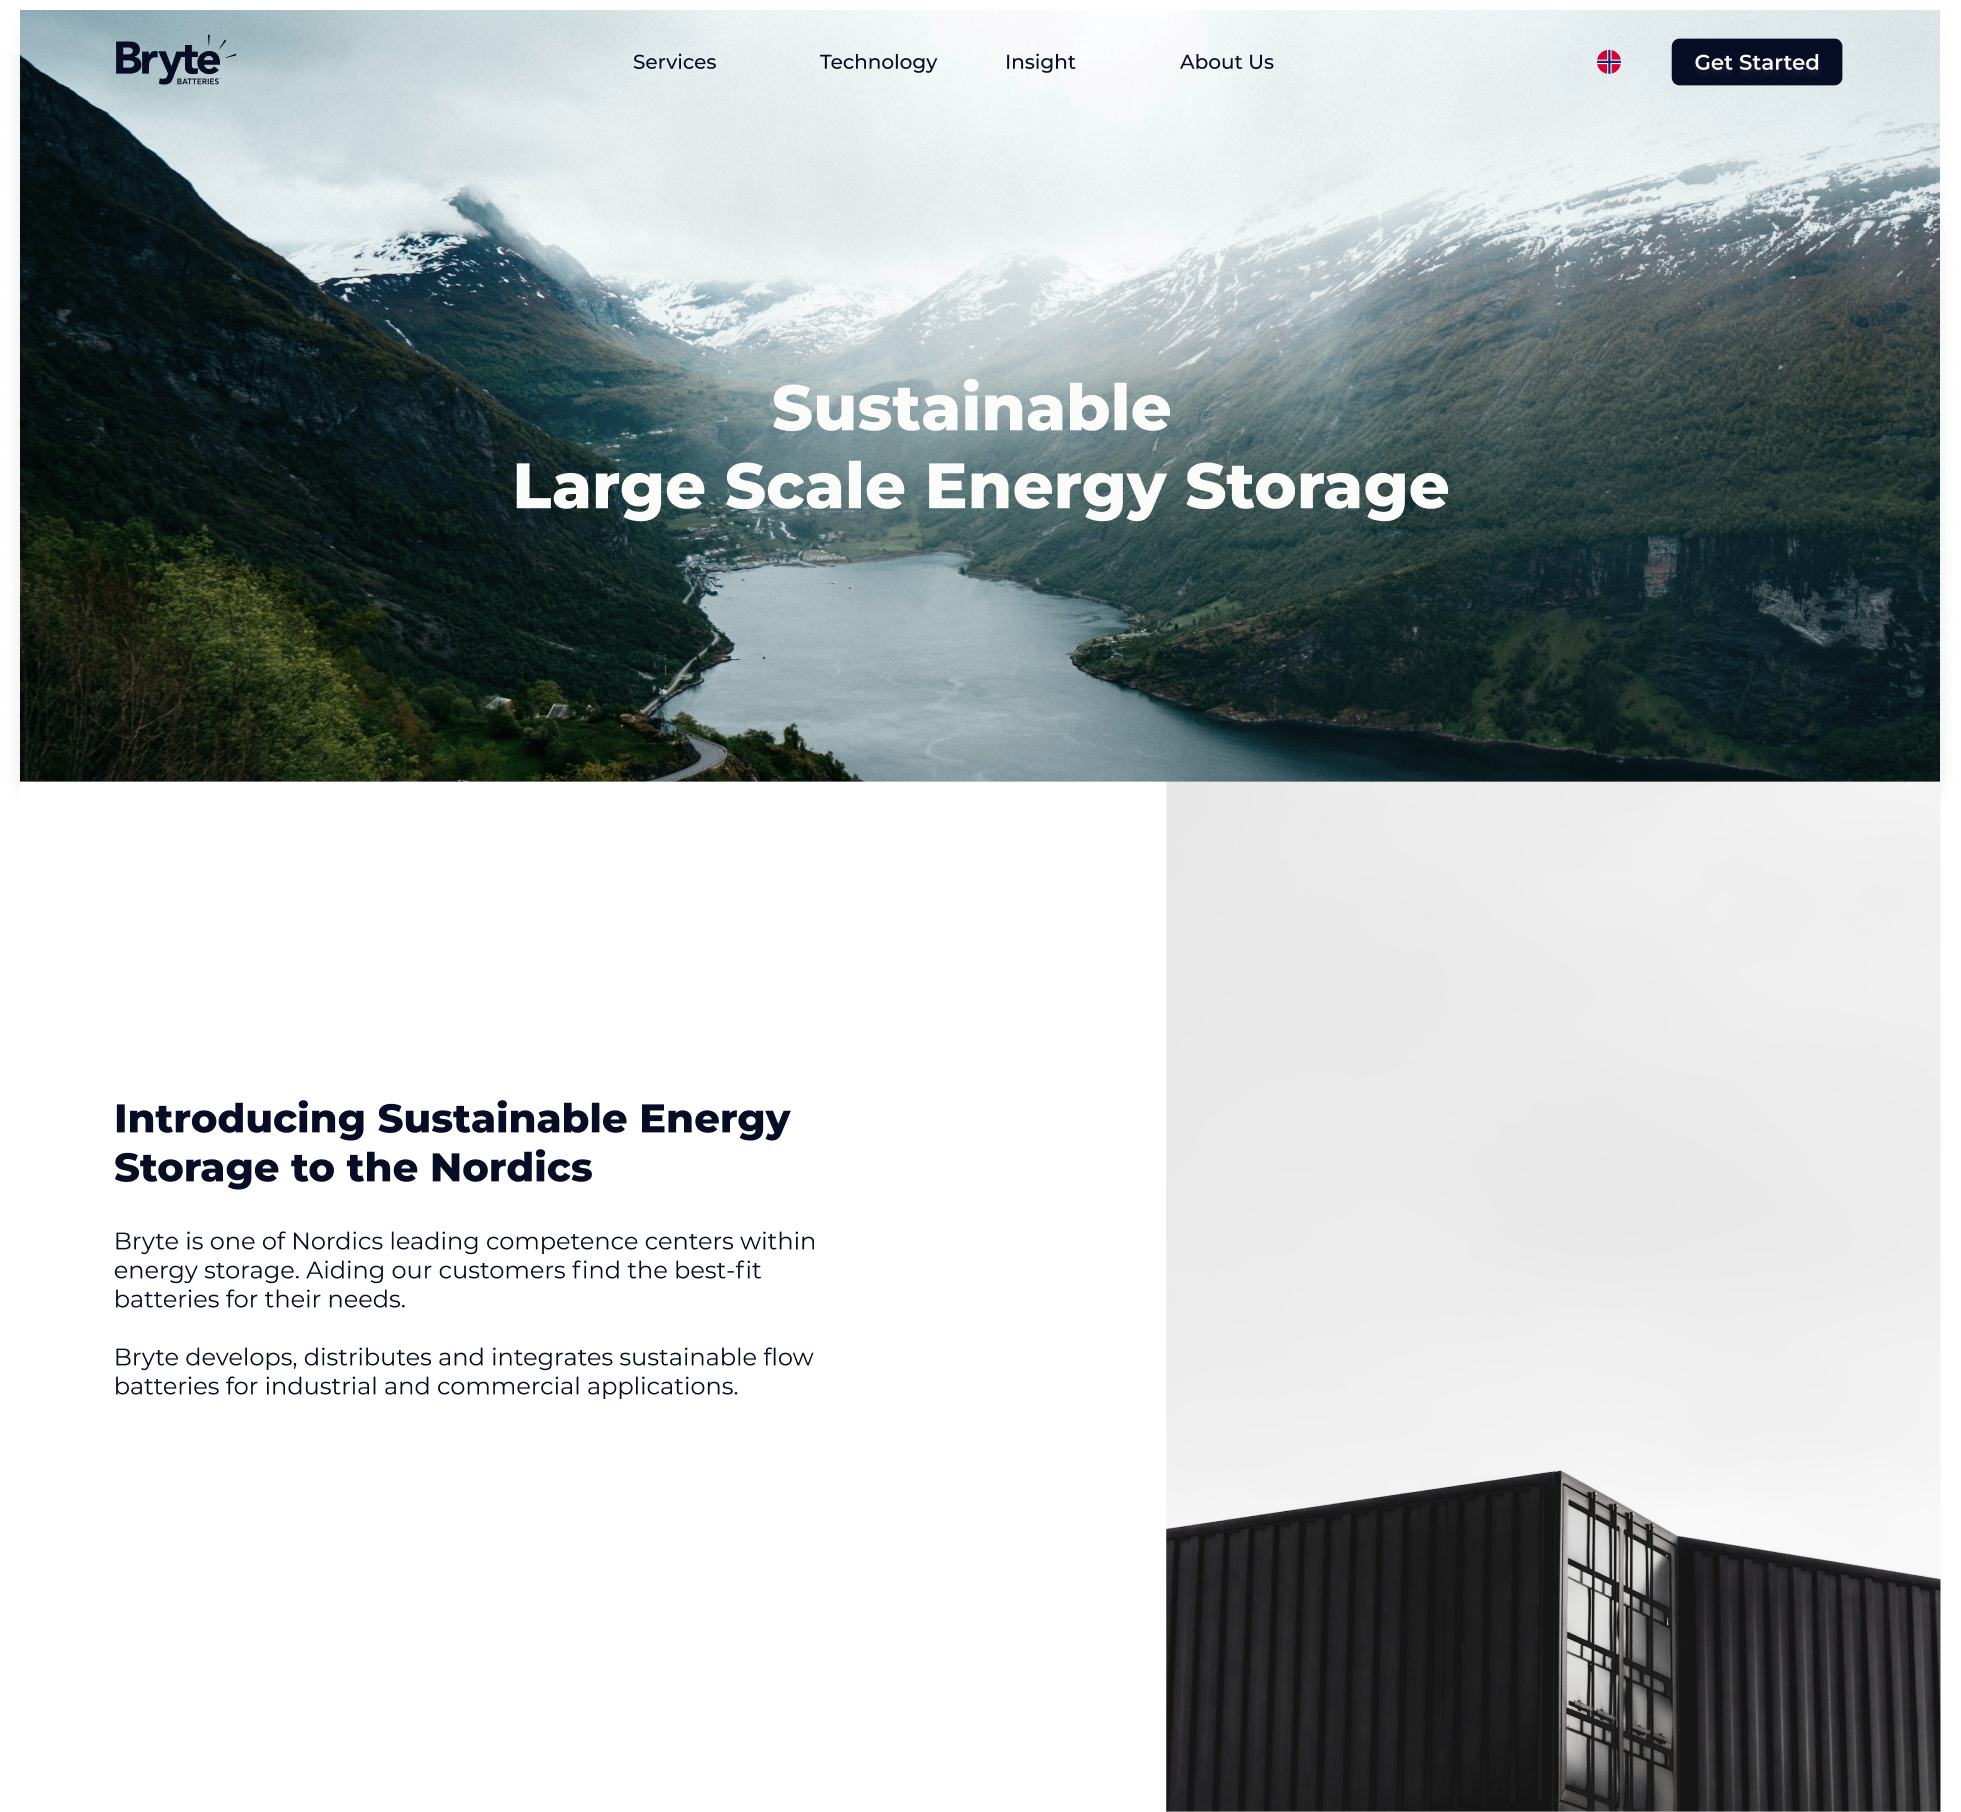 Bryte
BATTERIES
Services
Technology
Insight
About Us
Get Started
Sustainable
Large Scale Energy Storage
Introducing Sustainable Energy
Storage to the Nordics
Bryte is one of Nordics leading competence centers within
energy storage. Aiding our customers find the best-fit
batteries for their needs.
Bryte develops, distributes and integrates sustainable flow
batteries for industrial and commercial applications.